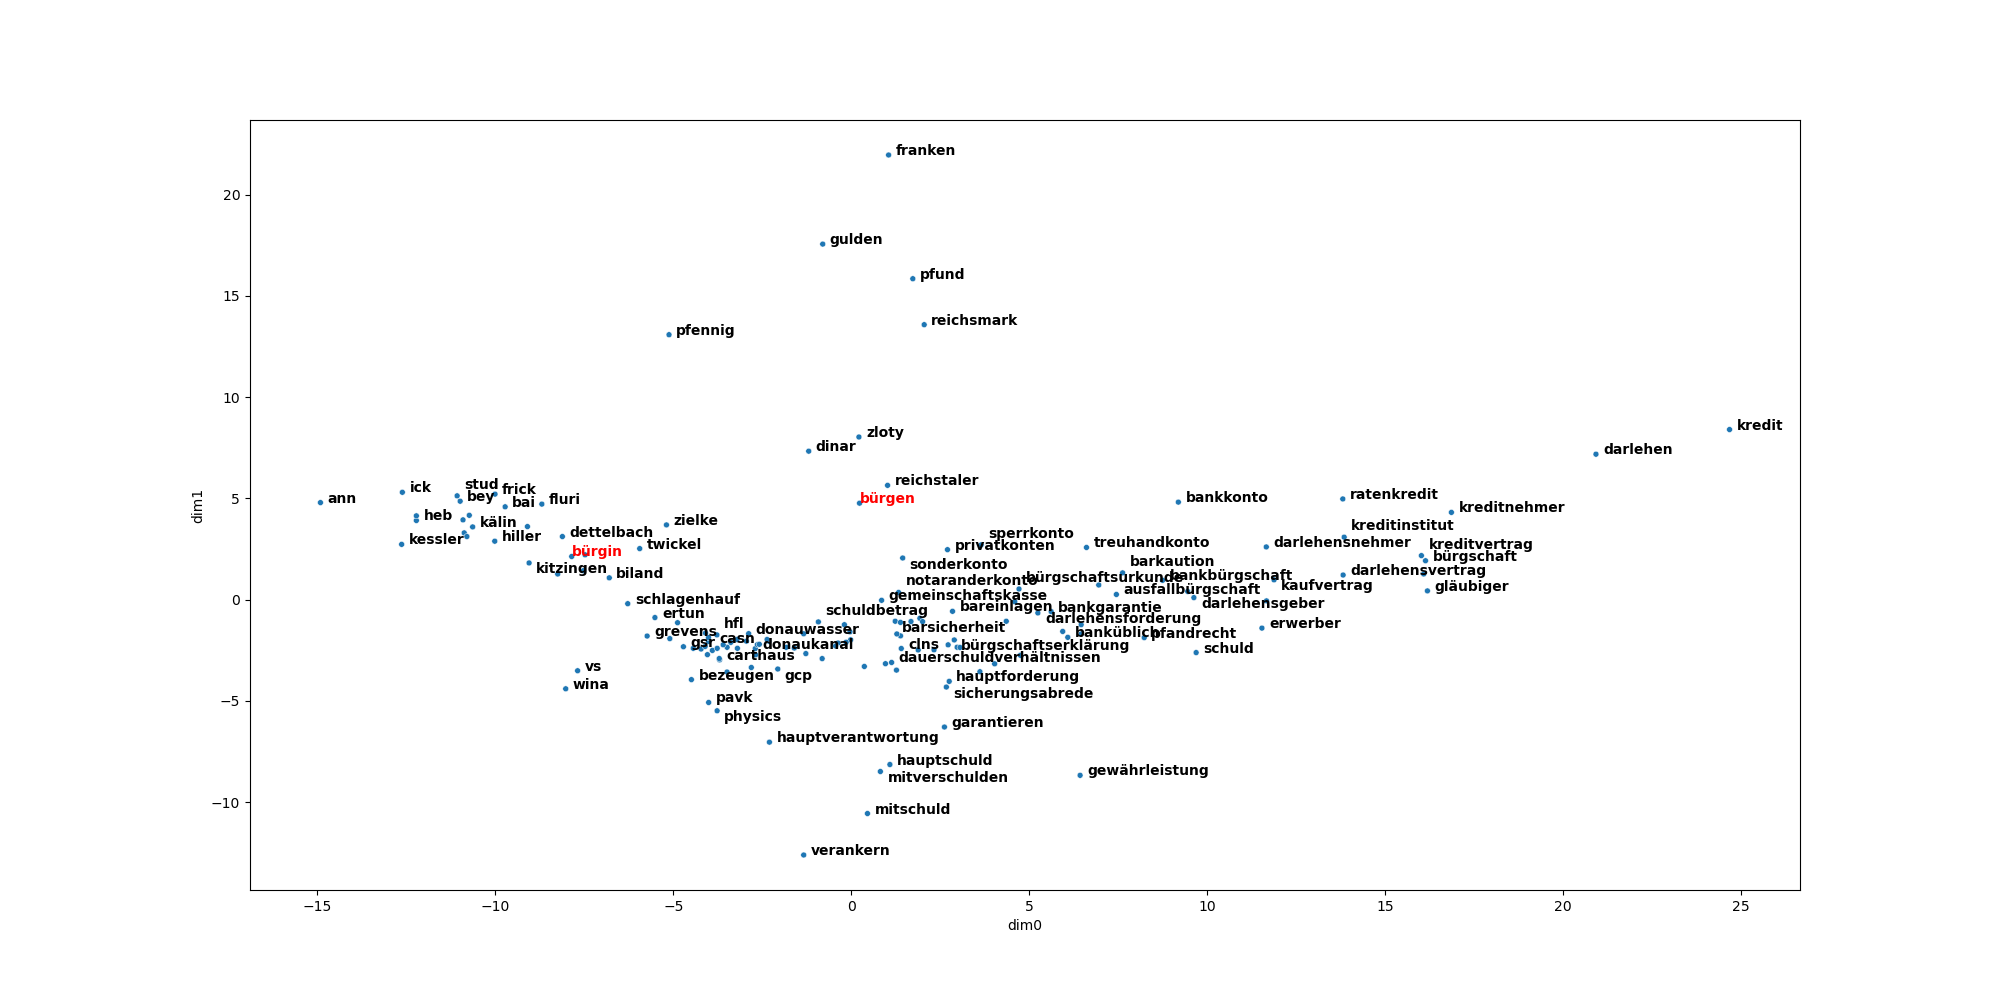 franken
20
gulden
15
pfund
reichsmark
pfennig
10
zloty
kredit
dinar
darlehen
reichstaler
5
ick
stud
frick
ann
bey
bai
fluri
bürgen
bankkonto
ratenkredit
kreditnehmer
heb
kälin
zielke
kreditinstitut
kessler
hiller
dettelbach
sperrkonto
bürgin
twickel
privatkonten
treuhandkonto
darlehensnehmer
kreditvertrag
bürgschaft
kitzingen
biland
sonderkonto
barkaution
darlehensvertrag
notaranderkonto
bürgschaftsurkunde
bankbürgschaft
kaufvertrag
gläubiger
0
schlagenhauf
gemeinschaftskasse
ausfallbürgschaft
darlehensgeber
ertun
schuldbetrag
bareinlagen
bankgarantie
hfl
darlehensforderung
erwerber
grevens
donauwasser
barsicherheit
banküblich
pfandrecht
gsr
cash
donaukanal
clns
bürgschaftserklärung
schuld
carthaus
dauerschuldverhältnissen
vs
bezeugen
gcp
hauptforderung
wina
sicherungsabrede
−5
pavk
physics
garantieren
hauptverantwortung
hauptschuld
mitverschulden
gewährleistung
−10
mitschuld
verankern
dim1
−15
−10
−5
0
5
10
15
20
25
dim0